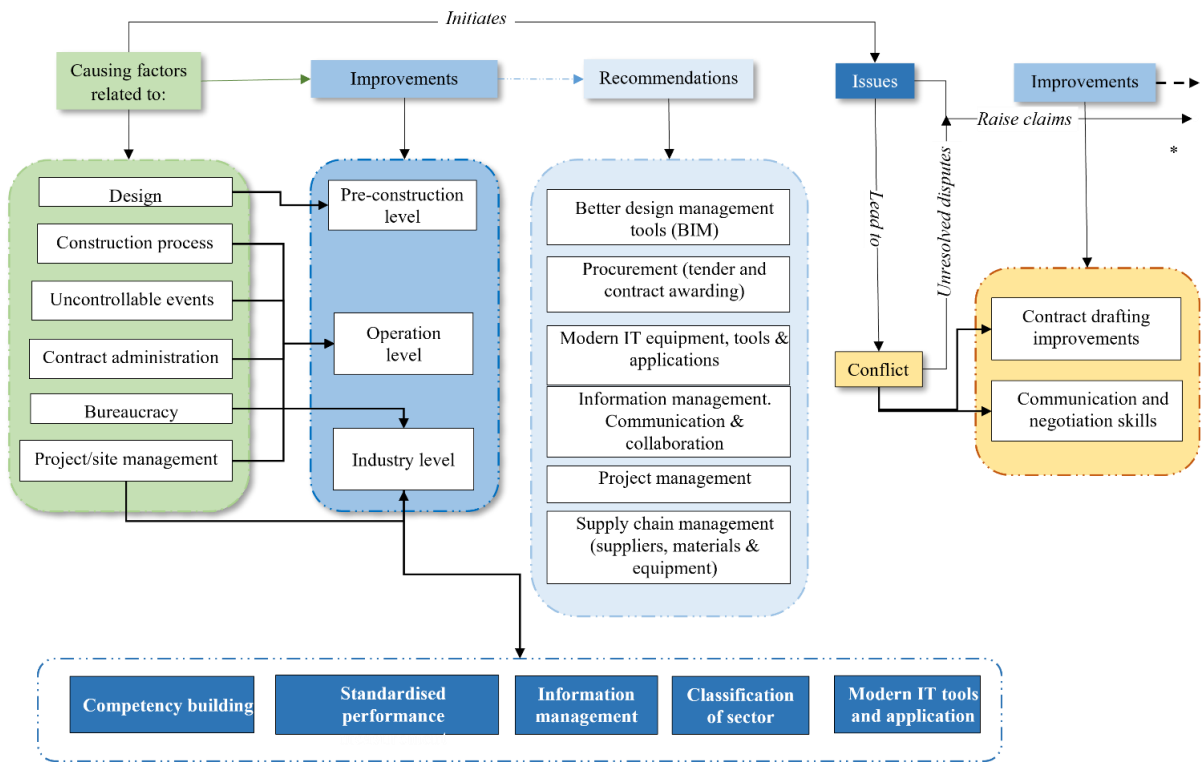 Initiates
Causing factors
related to:
Improvements
Recommendations
Issues
Improvements
Raise claims
*
Design
Construction process
Uncontrollable events
Contract administration
Bureaucracy
Project/site management
Pre-construction
level
Operation
level
Industry level
Better design management
tools (BIM)
Procurement (tender and
contract awarding)
Modern IT equipment, tools &
applications
Information management.
Communication &
collaboration
Project management
Supply chain management
(suppliers, materials &
equipment)
Lead to
Unresolved disputes
Conflict
Contract drafting
improvements
Communication and
negotiation skills
Competency building
Standardised
performance
Information
management
Classification
of sector
Modern IT tools
and application